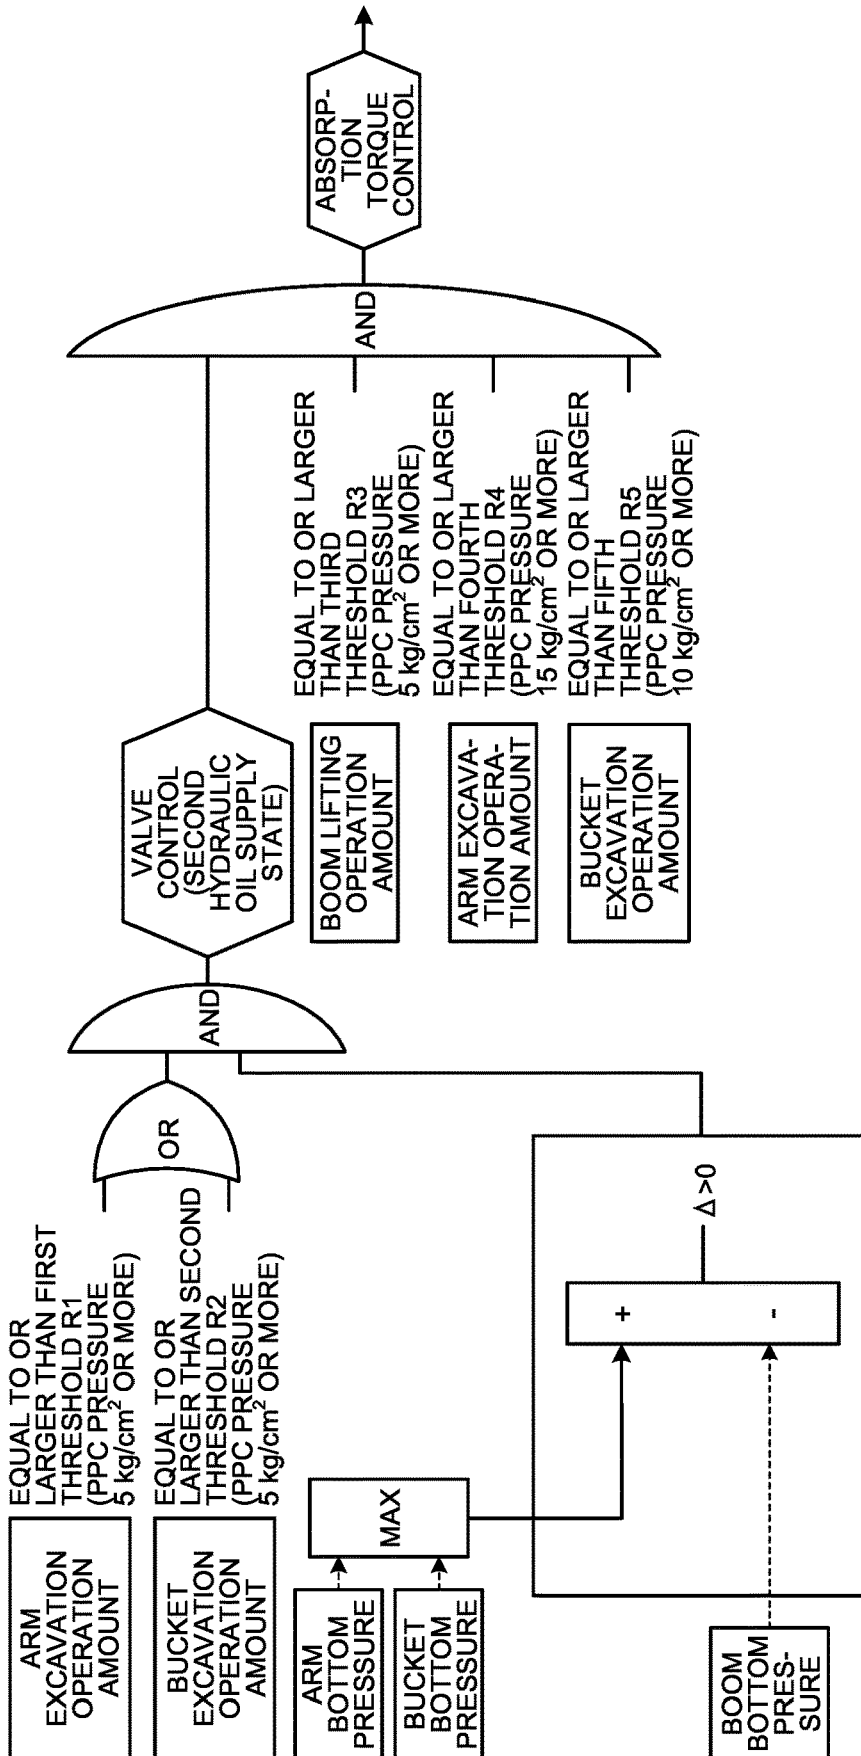 ARM
EXCAVATION
OPERATION
AMOUNT
EQUAL TO OR
LARGER THAN FIRST
THRESHOLD R1
(PPC PRESSURE
5 kg/cm² OR MORE)
BUCKET
EXCAVATION
OPERATION
AMOUNT
EQUAL TO OR
LARGER THAN SECOND
THRESHOLD R2
(PPC PRESSURE
5 kg/cm² OR MORE)
OR
AND
VALVE
CONTROL
(SECOND
HYDRAULIC
OIL SUPPLY
STATE)
ARM
BOTTOM
PRESSURE
BUCKET
BOTTOM
PRESSURE
MAX
BOOM
BOTTOM
PRES-
SURE
+
-
Δ >0
BOOM LIFTING
OPERATION
AMOUNT
EQUAL TO OR LARGER
THAN THIRD
THRESHOLD R3
(PPC PRESSURE
5 kg/cm² OR MORE)
ARM EXCAVA-
TION OPERA-
TION AMOUNT
EQUAL TO OR LARGER
THAN FOURTH
THRESHOLD R4
(PPC PRESSURE
15 kg/cm² OR MORE)
BUCKET
EXCAVATION
OPERATION
AMOUNT
EQUAL TO OR LARGER
THAN FIFTH
THRESHOLD R5
(PPC PRESSURE
10 kg/cm² OR MORE)
AND
ABSORP-
TION
TORQUE
CONTROL